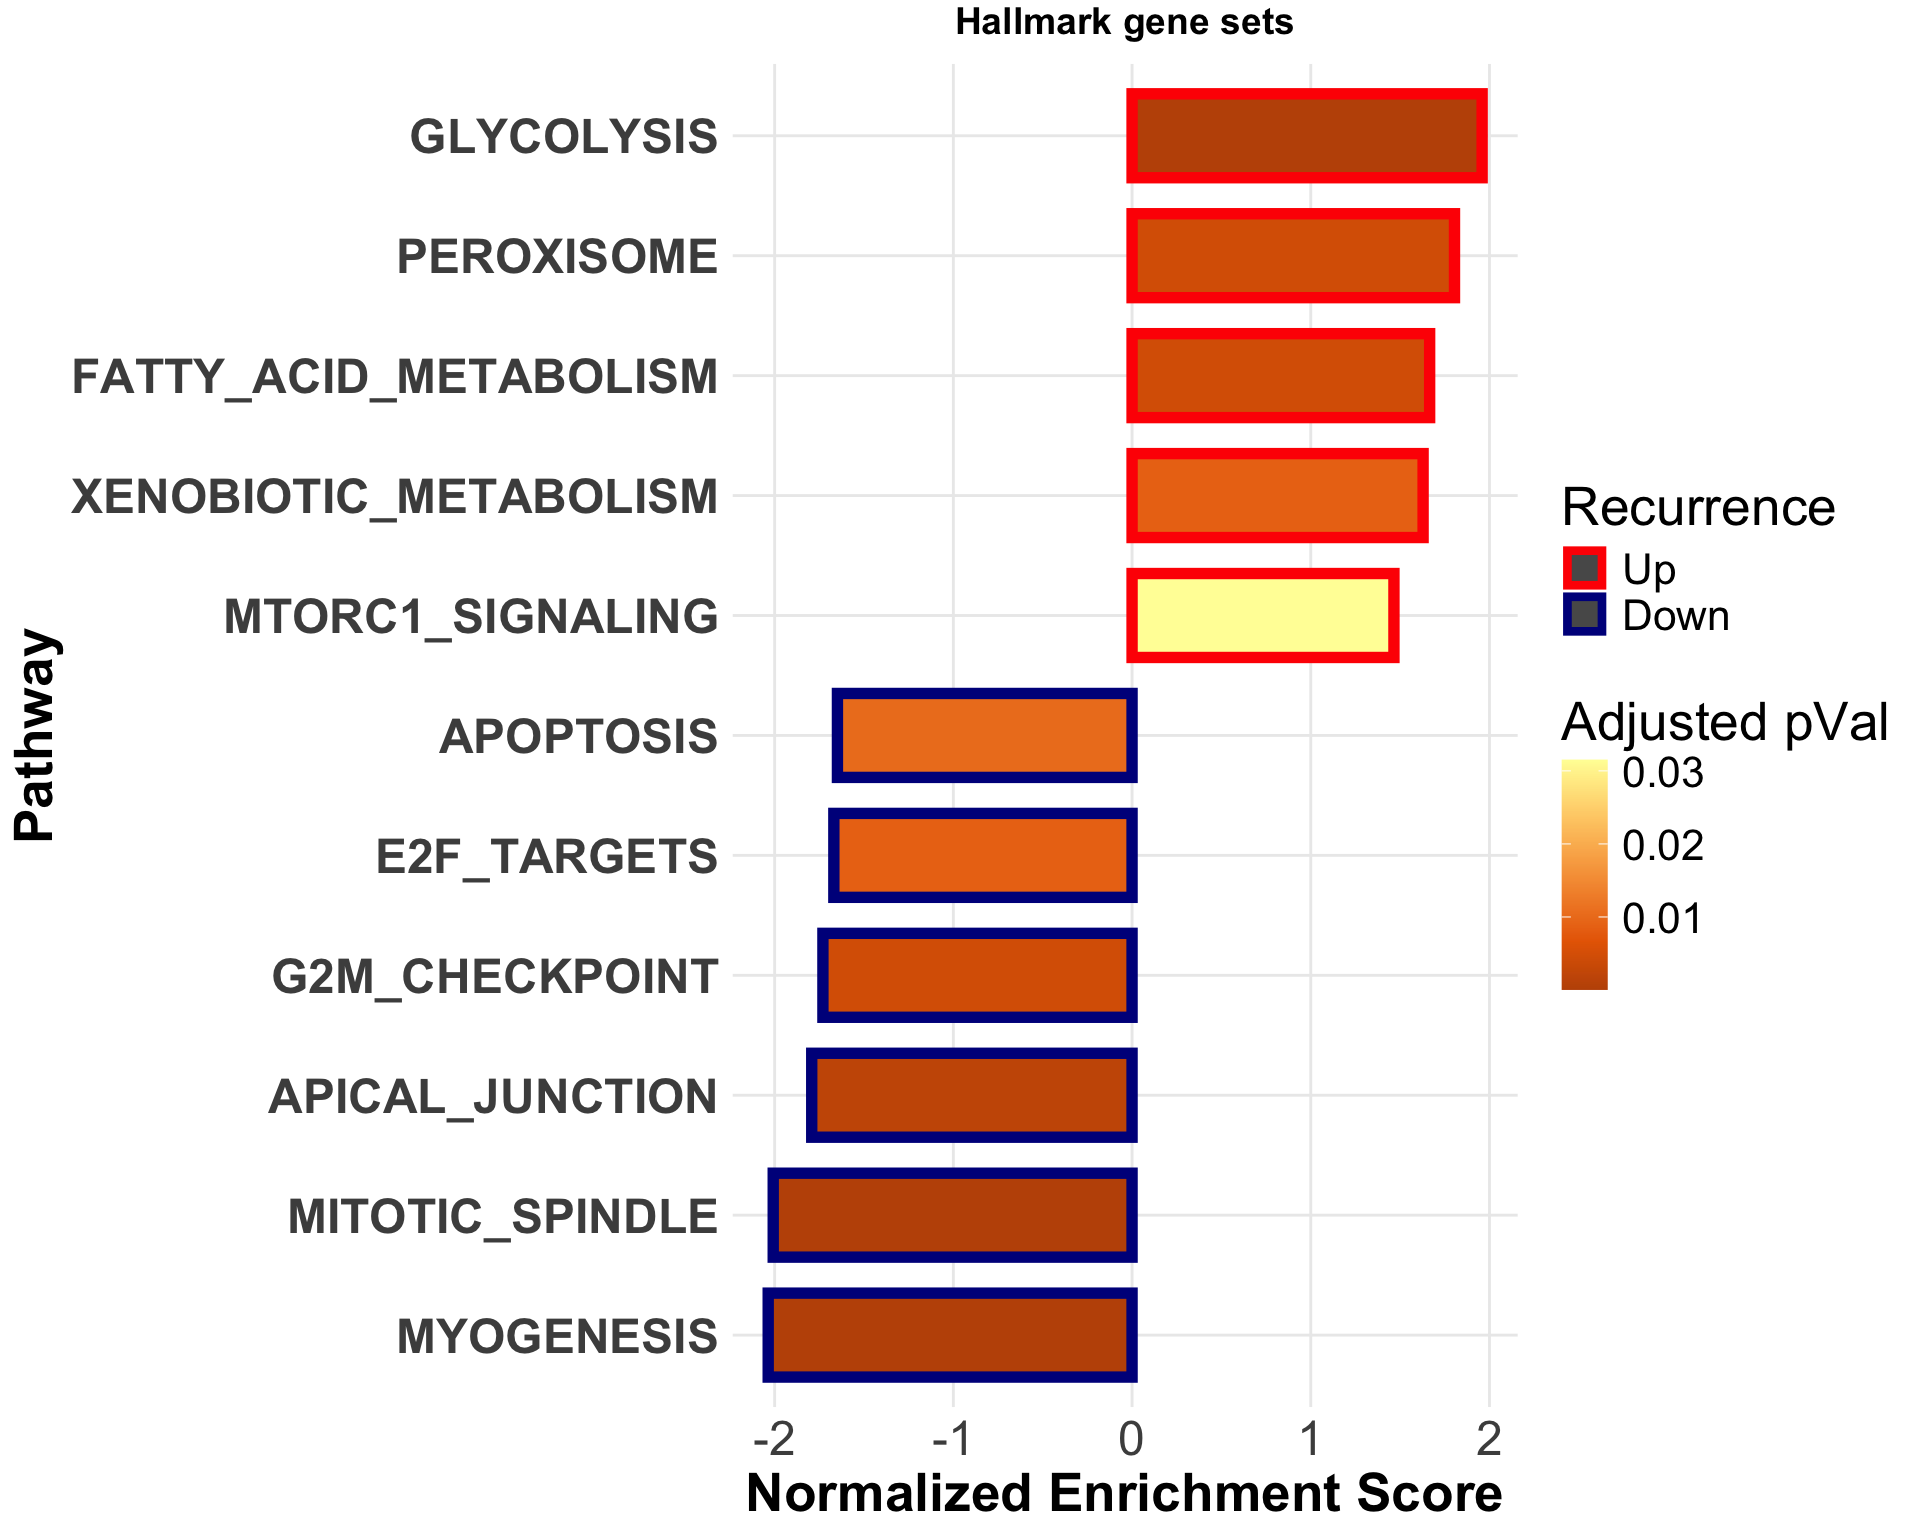 Hallmark gene sets
GLYCOLYSIS
PEROXISOME
FATTY_ACID_METABOLISM
XENOBIOTIC_METABOLISM
MTORC1_SIGNALING
APOPTOSIS
E2F_TARGETS
G2M_CHECKPOINT
APICAL_JUNCTION
MITOTIC_SPINDLE
MYOGENESIS
Pathway
-2 -1 0 1 2
Normalized Enrichment Score
Recurrence
Up
Down
Adjusted pVal
0.03
0.02
0.01